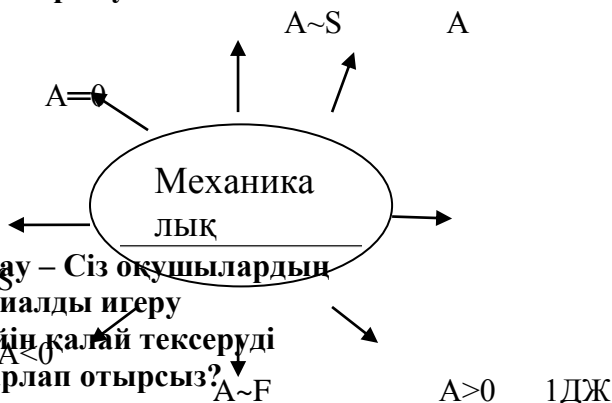 A~S A
A=0
Механика
лық
ау – Сіз оқушылардың
S
иалды игеру
йін қалай тексеруді
A<0
рлап отырсыз?
A~F A>0 1ДЖ